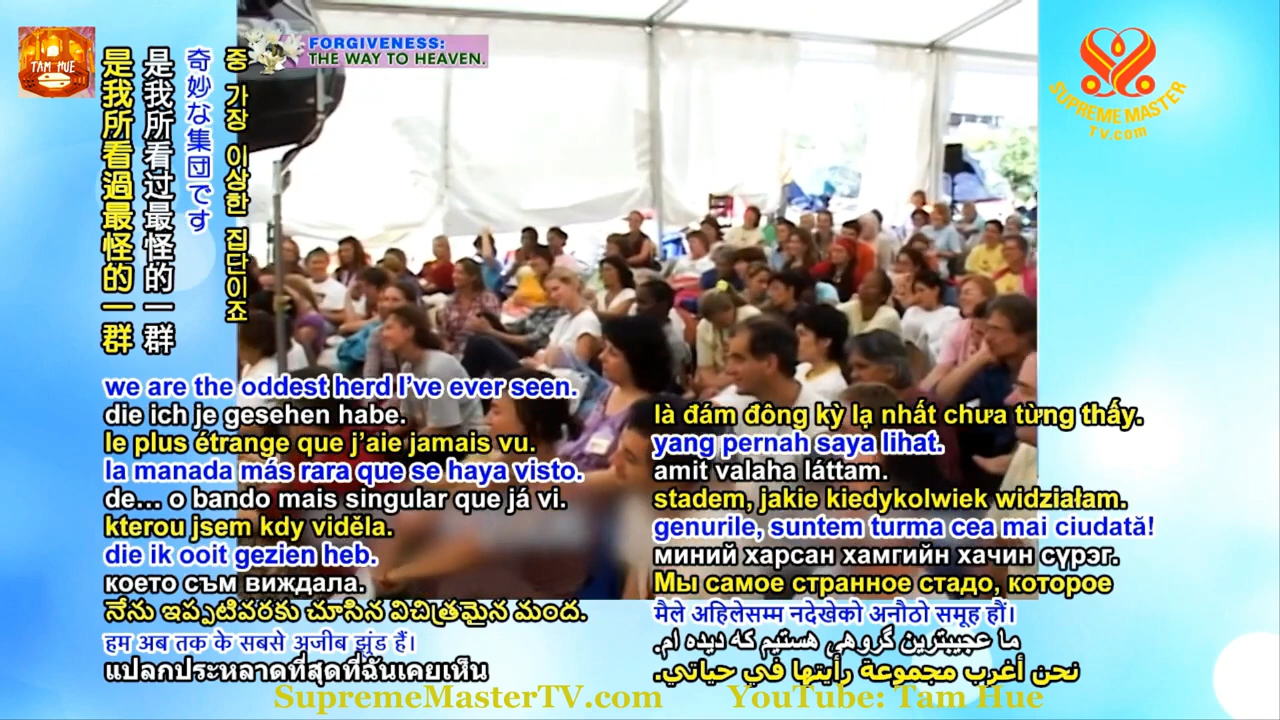 TAM HUE
是我所看過最怪的一群
是我所看过最怪的一群
奇妙な集団です
중 가장 이상한 집단이죠
FORGIVENESS:
THE WAY TO HEAVEN.
SUPREME MASTER
TV.com
we are the oddest herd I've ever seen.
die ich je gesehen habe.
le plus étrange que j'aie jamais vu.
la manada más rara que se haya visto.
de... o bando mais singular que já vi.
kterou jsem kdy viděla.
die ik ooit gezien heb.
което съм виждала.
నేను ఇప్పటివరకు చూసిన విచిత్రమైన మంద.
हम अब तक के सबसे अजीब झुंड हैं।
แปลกประหลาดที่สุดที่ฉันเคยเห็น
là đám đông kỳ lạ nhất chưa từng thấy.
yang pernah saya lihat.
amit valaha láttam.
stadem, jakie kiedykolwiek widziałam.
genurile, suntem turma cea mai ciudată!
миний харсан хамгийн хачин сүрэг.
Мы самое странное стадо, которое
मैले अहिलेसम्म नदेखेको अनौठो समूह हौं।
ما عجیبترین گروهی هستیم که دیده ام.
نحن أغرب مجموعة رأيتها في حياتي.
SupremeMasterTV.com YouTube: Tam Hue